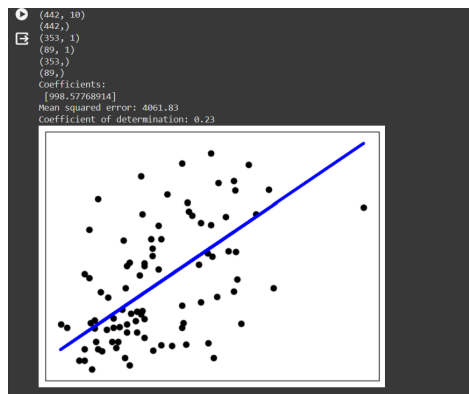 (442, 10)
(442,)
(353, 1)
(89, 1)
(353,)
(89,)
Coefficients:
[998.57768914]
Mean squared error: 4061.83
Coefficient of determination: 0.23